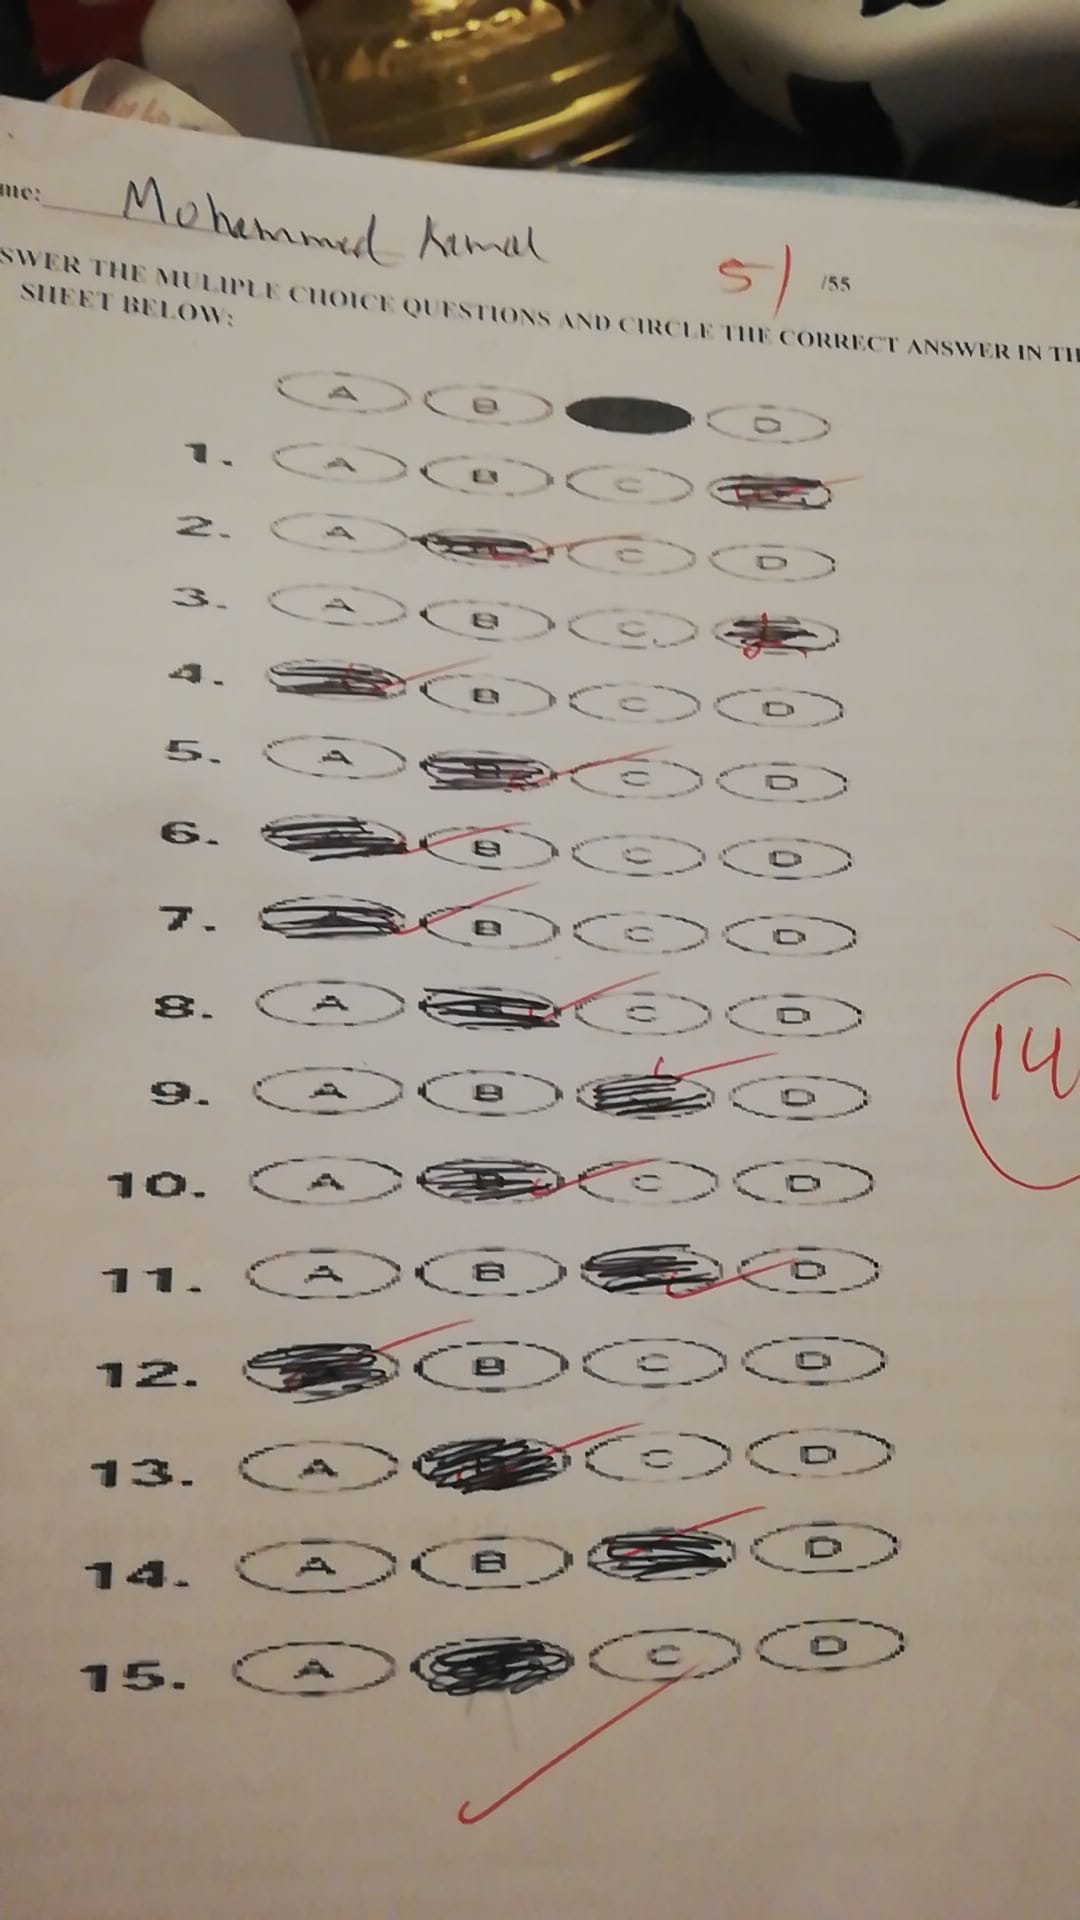 me: Mohammed Kamal
51 /55
SWER THE MULIPLE CHOICE QUESTIONS AND CIRCLE THE CORRECT ANSWER IN TH
SHEET BELOW:
A B D
1. A B C
2. A C D
3. A B C
4. B C D
5. A B C D
6. B C D
7. B C D
8. A C D
9. A B D
10. A B C D
11. A B D
12. B C D
13. A C D
14. A B D
15. A C D
14